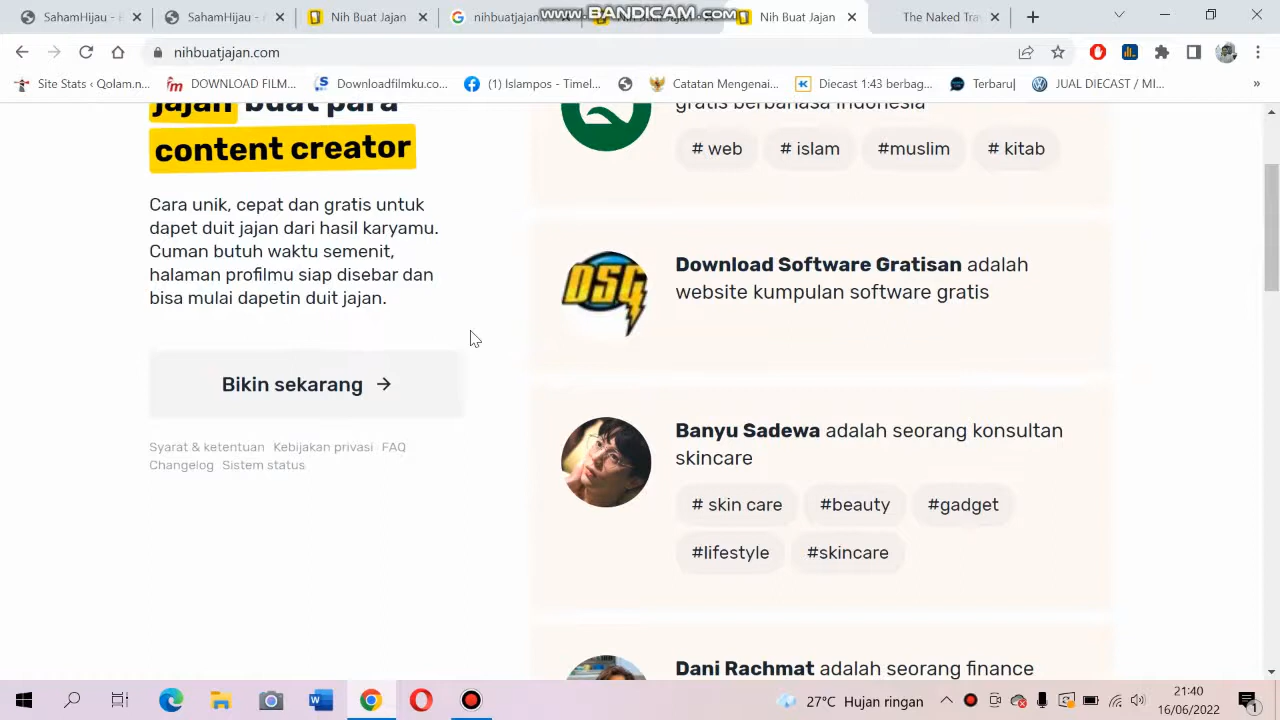 SahamHijau -
SahamHijau -
Nih Buat Jajan
nihbuatjajan
Nih Buat Jajan
Nih Buat Jajan
The Naked Tra
www.BANDICAM.com
nihbuatjajan.com
Site Stats ‹ Qolam.n...
DOWNLOAD FILM...
Downloadfilmku.co...
(1) Islampos - Timel...
Catatan Mengenai...
Diecast 1:43 berbag...
Terbaru|
JUAL DIECAST / MI...
»
jajan buat para
content creator
Cara unik, cepat dan gratis untuk
dapet duit jajan dari hasil karyamu.
Cuman butuh waktu semenit,
halaman profilmu siap disebar dan
bisa mulai dapetin duit jajan.
Bikin sekarang →
Syarat & ketentuan Kebijakan privasi FAQ
Changelog Sistem status
gratis berbahasa Indonesia
# web # islam #muslim # kitab
DSG
Download Software Gratisan adalah
website kumpulan software gratis
Banyu Sadewa adalah seorang konsultan
skincare
# skin care #beauty #gadget
#lifestyle #skincare
Dani Rachmat adalah seorang finance
27°C Hujan ringan
21:40
16/06/2022
1